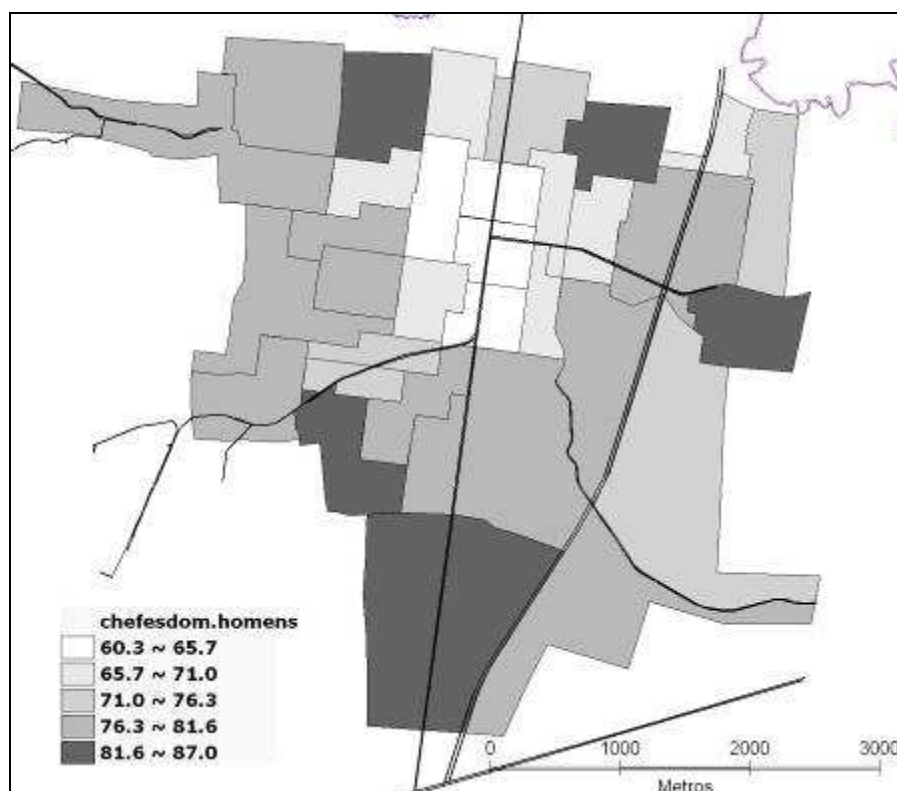 chefesdom.homens
60.3 ~ 65.7
65.7 ~ 71.0
71.0 ~ 76.3
76.3 ~ 81.6
81.6 ~ 87.0
0 1000 2000 3000
Metros